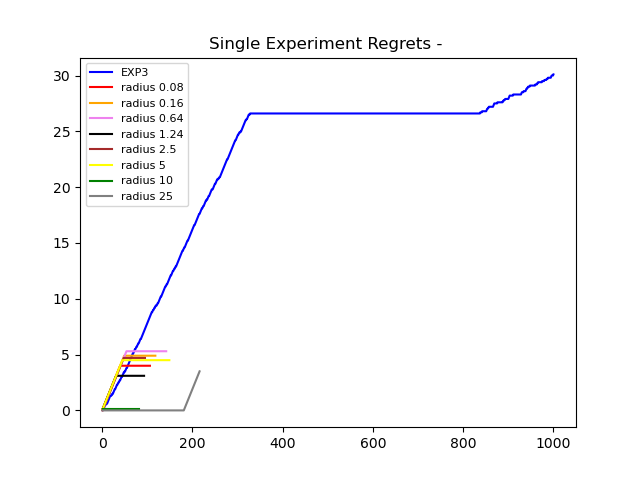 Single Experiment Regrets -
EXP3
radius 0.08
radius 0.16
radius 0.64
radius 1.24
radius 2.5
radius 5
radius 10
radius 25
30
25
20
15
10
5
0
0 200 400 600 800 1000